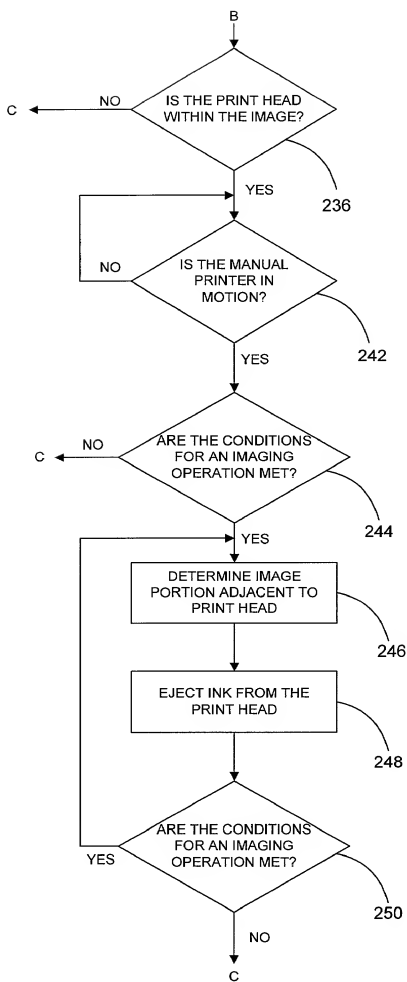 B
IS THE PRINT HEAD
WITHIN THE IMAGE?
NO
C
YES
236
IS THE MANUAL
PRINTER IN
MOTION?
NO
242
YES
ARE THE CONDITIONS
FOR AN IMAGING
OPERATION MET?
NO
C
244
YES
DETERMINE IMAGE
PORTION ADJACENT TO
PRINT HEAD
246
EJECT INK FROM THE
PRINT HEAD
248
ARE THE CONDITIONS
FOR AN IMAGING
OPERATION MET?
YES
250
NO
C